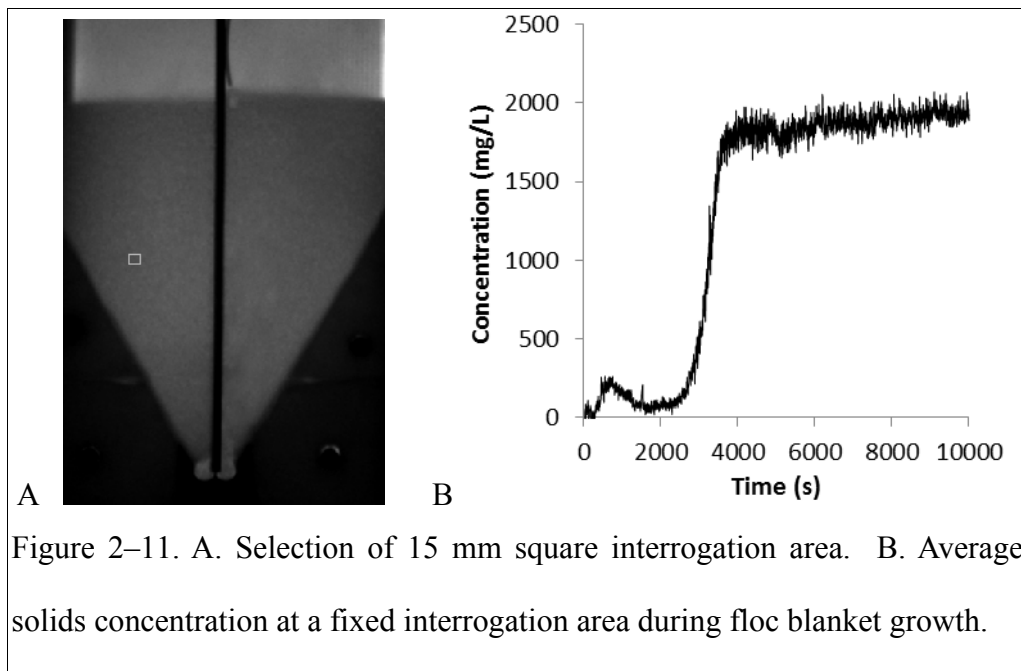 2500
2000
1500
1000
500
0
Concentration (mg/L)
0 2000 4000 6000 8000 10000
Time (s)
A B
Figure 2–11. A. Selection of 15 mm square interrogation area. B. Average
solids concentration at a fixed interrogation area during floc blanket growth.